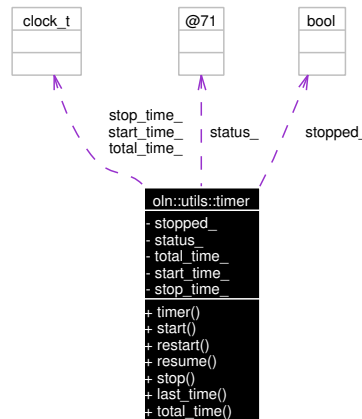 clock_t
@71
bool
stop_time_
start_time_
total_time_
status_
stopped_
oln::utils::timer
- stopped_
- status_
- total_time_
- start_time_
- stop_time_
+ timer()
+ start()
+ restart()
+ resume()
+ stop()
+ last_time()
+ total_time()